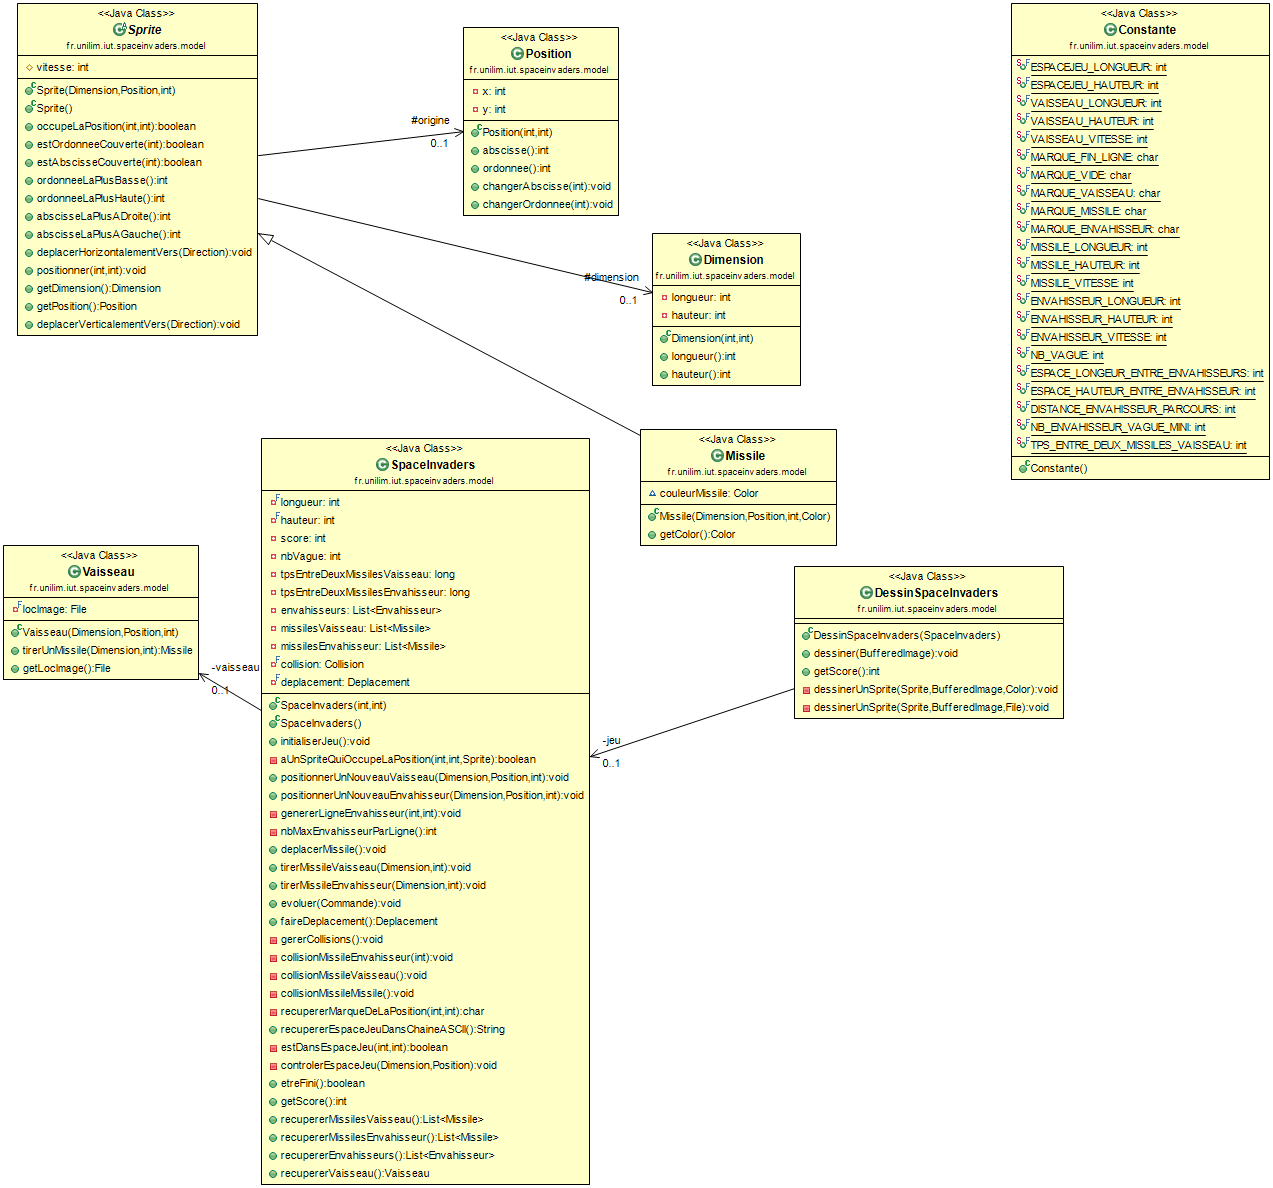 <<Java Class>>
Sprite
fr.unilim.iut.spaceinvaders.model
vitesse: int
Sprite(Dimension,Position,int)
Sprite()
occupeLaPosition(int,int):boolean
estOrdonneeCouverte(int):boolean
estAbscisseCouverte(int):boolean
ordonneeLaPlusBasse():int
ordonneeLaPlusHaute():int
abscisseLaPlusADroite():int
abscisseLaPlusAGauche():int
deplacerHorizontalementVers(Direction):void
positionner(int,int):void
getDimension():Dimension
getPosition():Position
deplacerVerticalementVers(Direction):void
#origine
0..1
<<Java Class>>
Position
fr.unilim.iut.spaceinvaders.model
x: int
y: int
Position(int,int)
abscisse():int
ordonnee():int
changerAbscisse(int):void
changerOrdonnee(int):void
#dimension
0..1
<<Java Class>>
Dimension
fr.unilim.iut.spaceinvaders.model
longueur: int
hauteur: int
Dimension(int,int)
longueur():int
hauteur():int
<<Java Class>>
Constante
fr.unilim.iut.spaceinvaders.model
ESPACEJEU_LONGUEUR: int
ESPACEJEU_HAUTEUR: int
VAISSEAU_LONGUEUR: int
VAISSEAU_HAUTEUR: int
VAISSEAU_VITESSE: int
MARQUE_FIN_LIGNE: char
MARQUE_VIDE: char
MARQUE_VAISSEAU: char
MARQUE_MISSILE: char
MARQUE_ENVAHISSEUR: char
MISSILE_LONGUEUR: int
MISSILE_HAUTEUR: int
MISSILE_VITESSE: int
ENVAHISSEUR_LONGUEUR: int
ENVAHISSEUR_HAUTEUR: int
ENVAHISSEUR_VITESSE: int
NB_VAGUE: int
ESPACE_LONGEUR_ENTRE_ENVAHISSEURS: int
ESPACE_HAUTEUR_ENTRE_ENVAHISSEUR: int
DISTANCE_ENVAHISSEUR_PARCOURS: int
NB_ENVAHISSEUR_VAGUE_MINI: int
TPS_ENTRE_DEUX_MISSILES_VAISSEAU: int
Constante()
<<Java Class>>
Missile
fr.unilim.iut.spaceinvaders.model
couleurMissile: Color
Missile(Dimension,Position,int,Color)
getColor():Color
<<Java Class>>
SpaceInvaders
fr.unilim.iut.spaceinvaders.model
longueur: int
hauteur: int
score: int
nbVague: int
tpsEntreDeuxMissilesVaisseau: long
tpsEntreDeuxMissilesEnvahisseur: long
envahisseurs: List<Envahisseur>
missilesVaisseau: List<Missile>
missilesEnvahisseur: List<Missile>
collision: Collision
deplacement: Deplacement
SpaceInvaders(int,int)
SpaceInvaders()
initialiserJeu():void
aUnSpriteQuiOccupeLaPosition(int,int,Sprite):boolean
positionnerUnNouveauVaisseau(Dimension,Position,int):void
positionnerUnNouveauEnvahisseur(Dimension,Position,int):void
genererLigneEnvahisseur(int,int):void
nbMaxEnvahisseurParLigne():int
deplacerMissile():void
tirerMissileVaisseau(Dimension,int):void
tirerMissileEnvahisseur(Dimension,int):void
evoluer(Commande):void
faireDeplacement():Deplacement
gererCollisions():void
collisionMissileEnvahisseur(int):void
collisionMissileVaisseau():void
collisionMissileMissile():void
recupererMarqueDeLaPosition(int,int):char
recupererEspaceJeuDansChaineASCII():String
estDansEspaceJeu(int,int):boolean
controlerEspaceJeu(Dimension,Position):void
etreFini():boolean
getScore():int
recupererMissilesVaisseau():List<Missile>
recupererMissilesEnvahisseur():List<Missile>
recupererEnvahisseurs():List<Envahisseur>
recupererVaisseau():Vaisseau
<<Java Class>>
Vaisseau
fr.unilim.iut.spaceinvaders.model
locImage: File
Vaisseau(Dimension,Position,int)
tirerUnMissile(Dimension,int):Missile
getLocImage():File
-vaisseau
0..1
<<Java Class>>
DessinSpaceInvaders
fr.unilim.iut.spaceinvaders.model
DessinSpaceInvaders(SpaceInvaders)
dessiner(BufferedImage):void
getScore():int
dessinerUnSprite(Sprite,BufferedImage,Color):void
dessinerUnSprite(Sprite,BufferedImage,File):void
-jeu
0..1